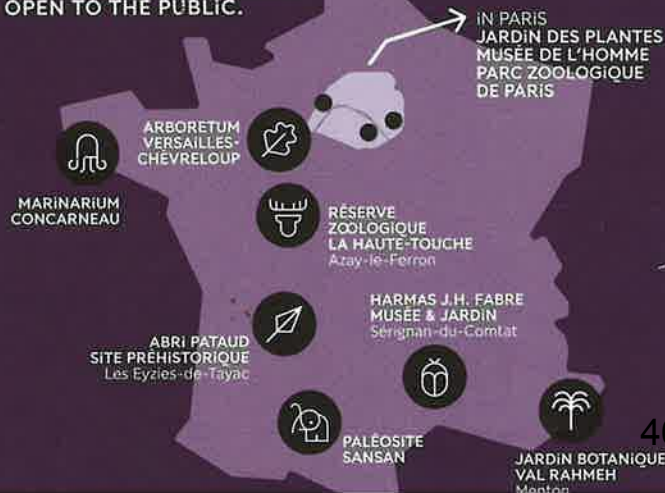 OPEN TO THE PUBLIC.
IN PARIS
JARDIN DES PLANTES
MUSÉE DE L'HOMME
PARC ZOOLOGIQUE
DE PARIS
ARBORETUM
VERSAILLES-
CHÈVRELOUP
MARINARIUM
CONCARNEAU
RÉSERVE
ZOOLOGIQUE
LA HAUTE-TOUCHE
Azay-le-Ferron
HARMAS J.H. FABRE
MUSÉE & JARDIN
Sérignan-du-Comtat
ABRI PATAUD
SITE PRÉHISTORIQUE
Les Eyzies-de-Tayac
PALÉOSITE
SANSAN
JARDIN BOTANIQUE
VAL RAHMEH
Menton